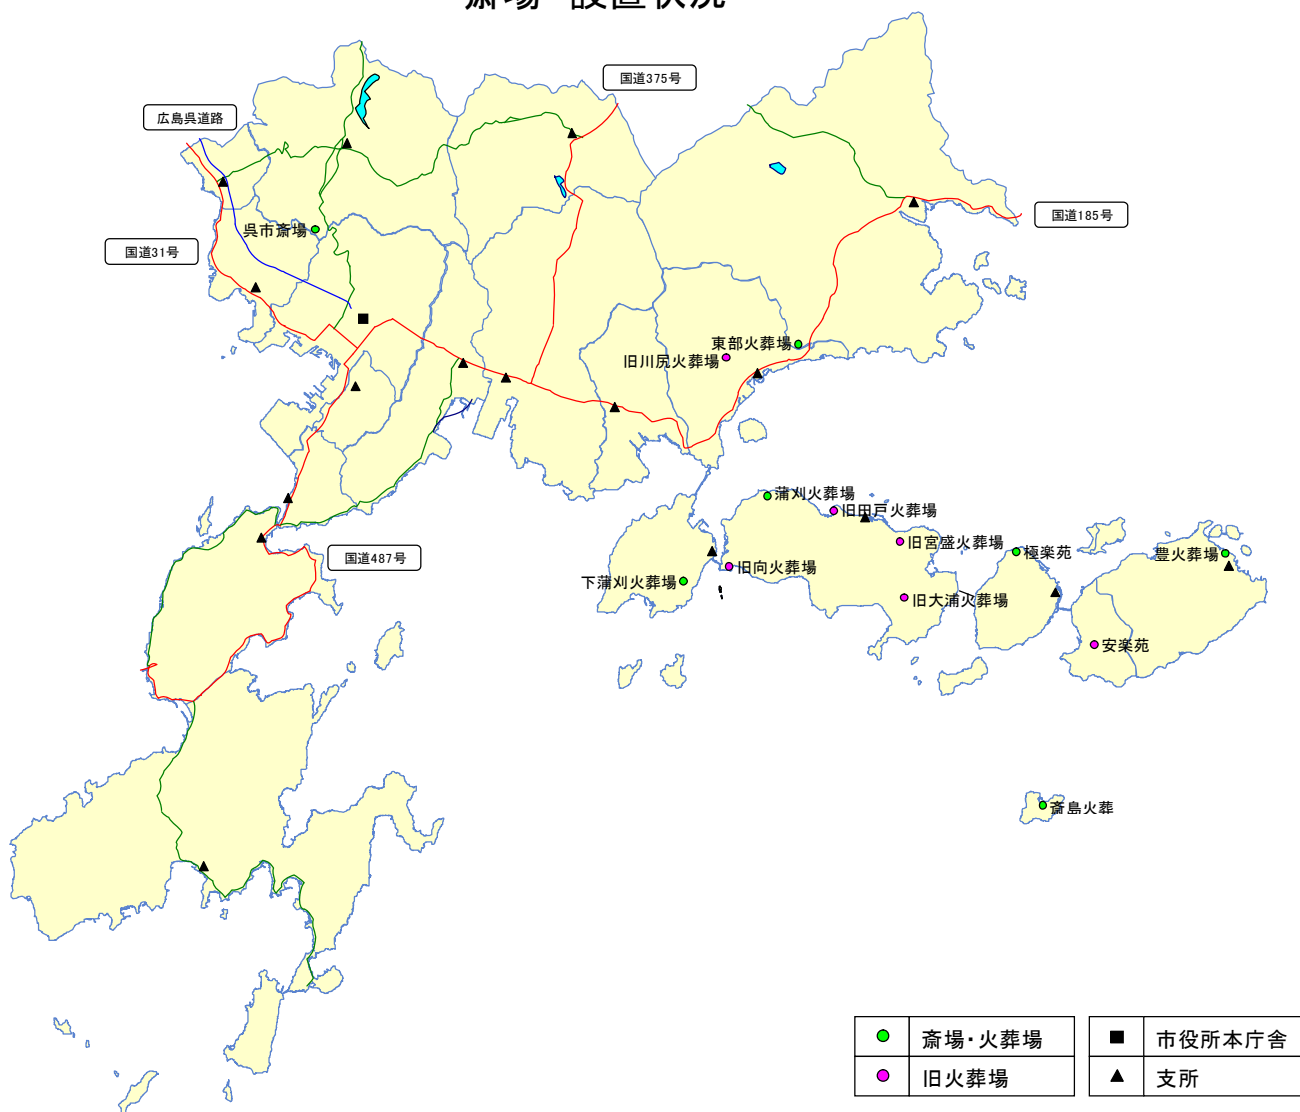 斎場 設置状況
国道375号
広島呉道路
国道185号
呉市斎場
国道31号
東部火葬場
旧川尻火葬場
蒲刈火葬場
旧田戸火葬場
旧宮盛火葬場
極楽苑
豊火葬場
国道487号
旧向火葬場
下蒲刈火葬場
旧大浦火葬場
安楽苑
斎島火葬
斎場・火葬場
市役所本庁舎
旧火葬場
支所